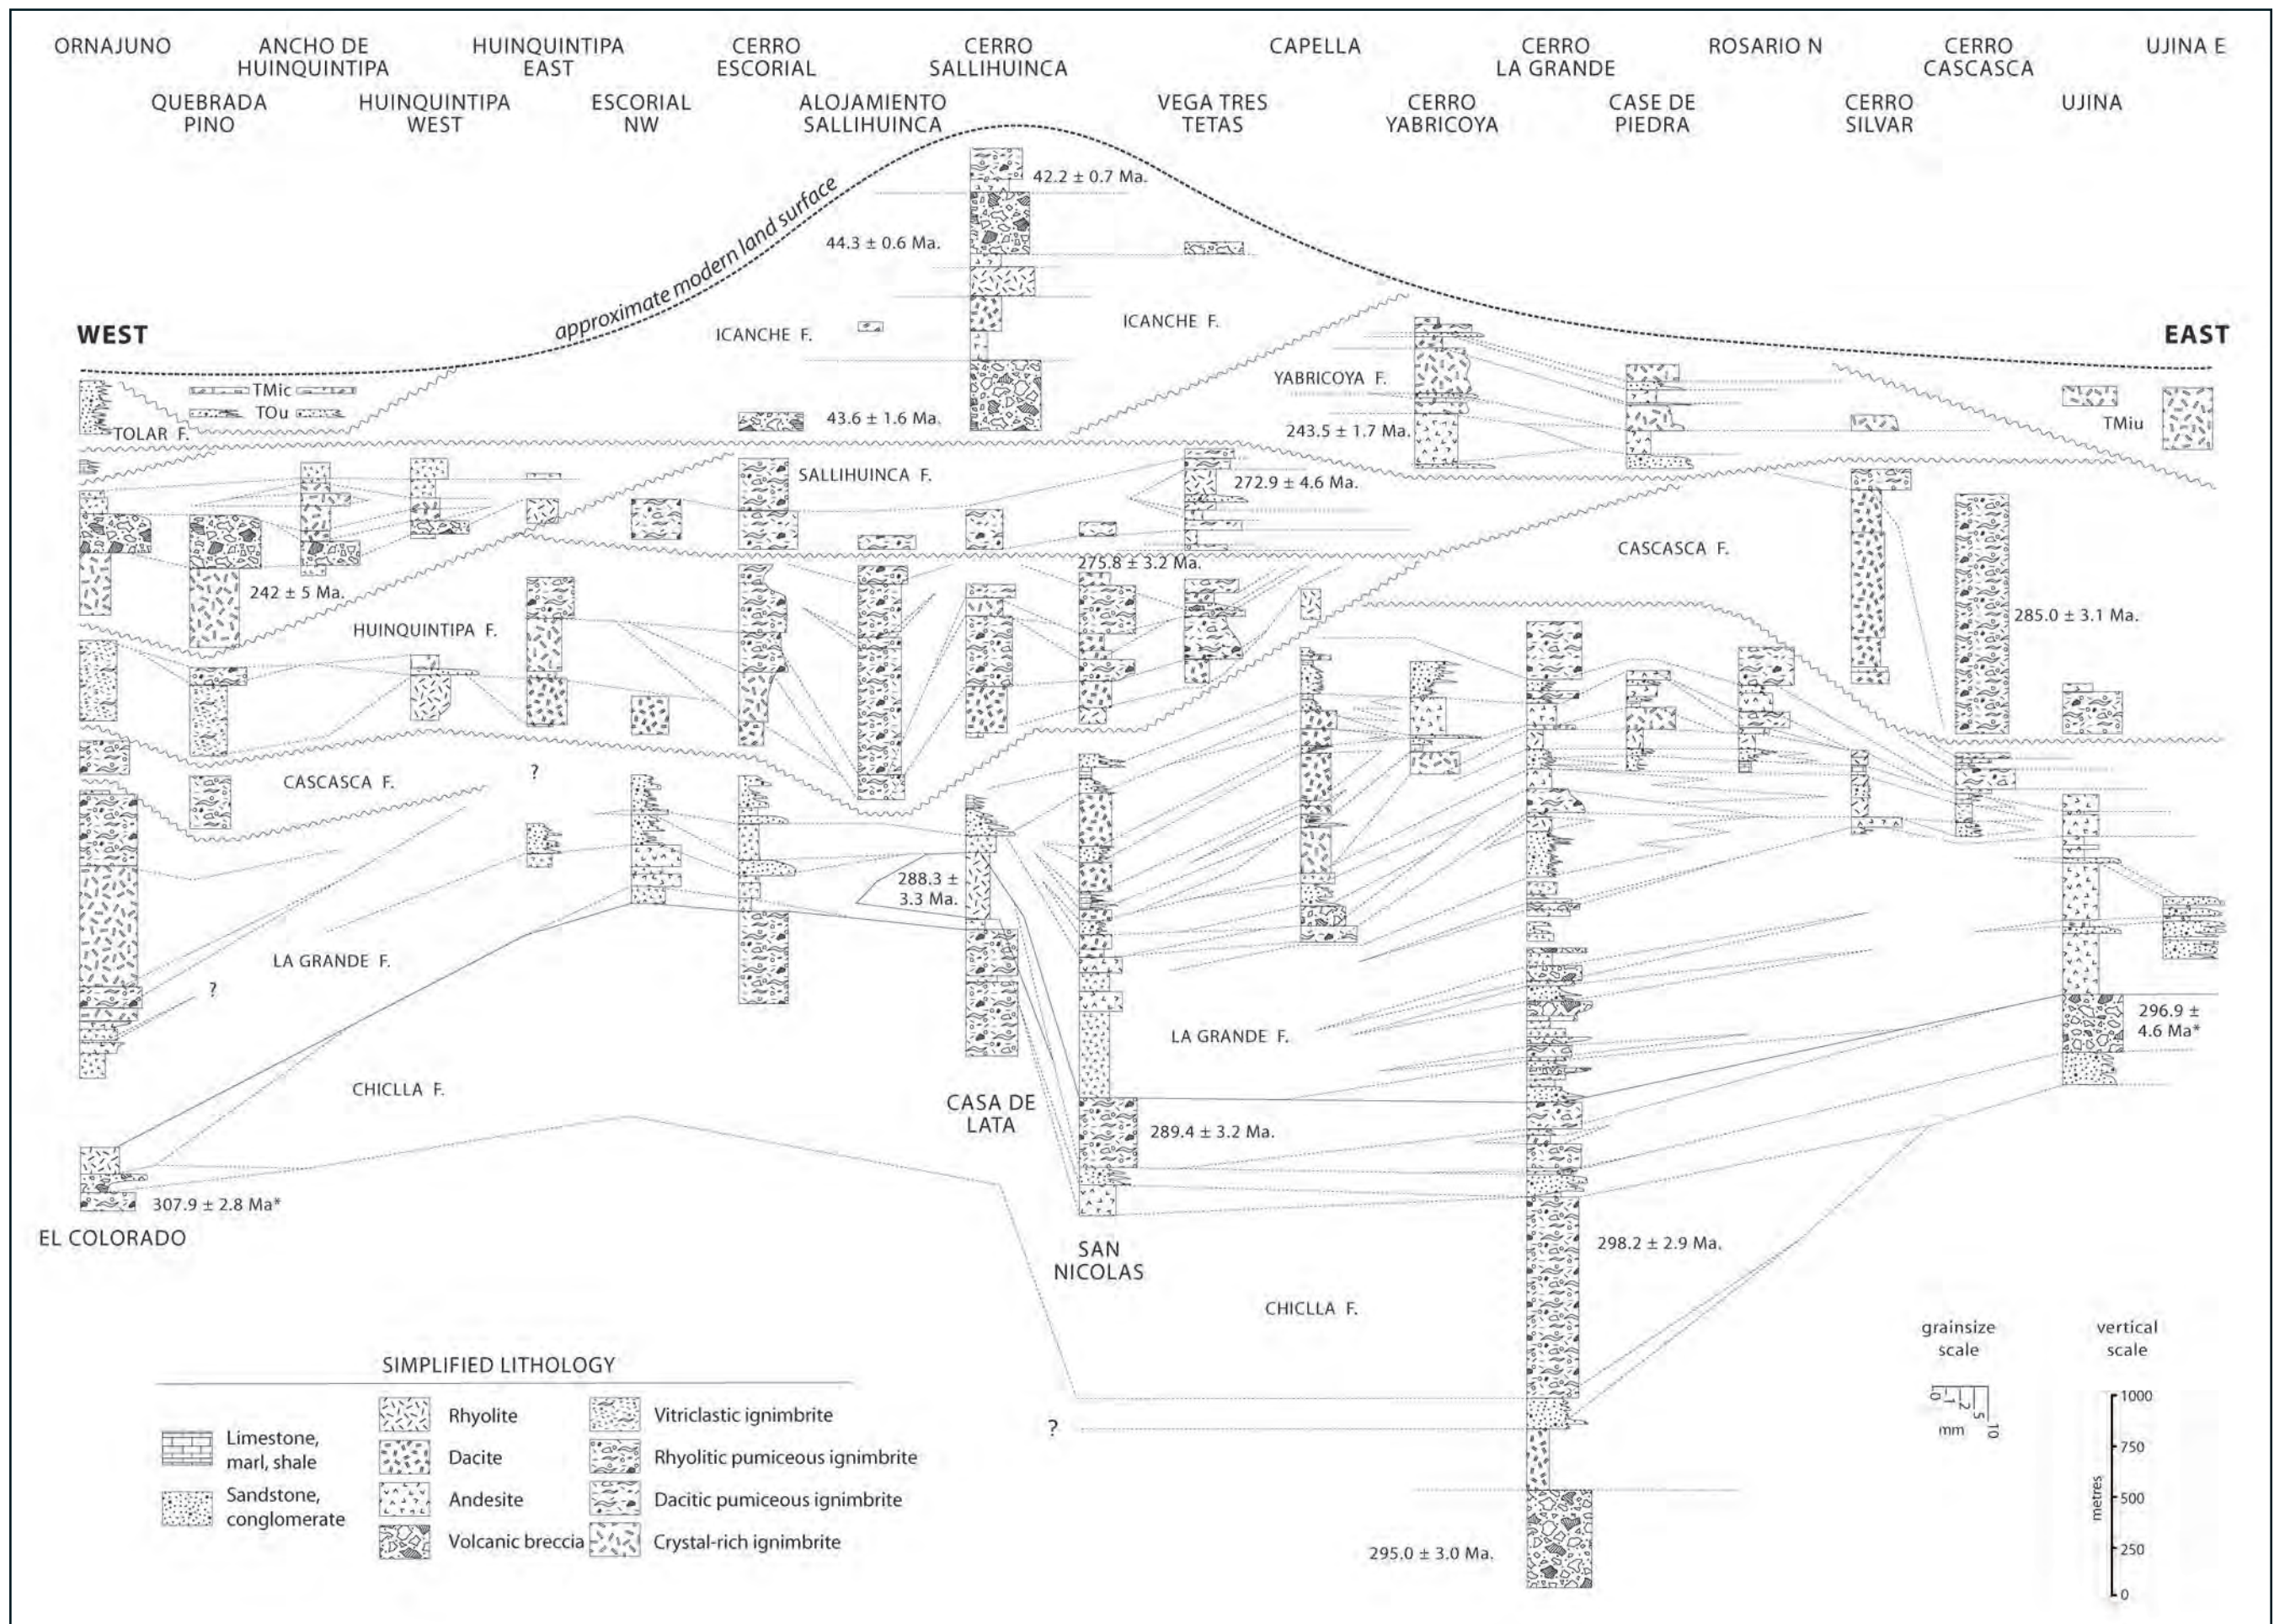 ORNAJUNO
ANCHO DE
HUINQUINTIPA
HUINQUINTIPA
EAST
CERRO
ESCORIAL
CERRO
SALLIHUINCA
CAPELLA
CERRO
LA GRANDE
ROSARIO N
CERRO
CASCASCA
UJINA E
QUEBRADA
PINO
HUINQUINTIPA
WEST
ESCORIAL
NW
ALOJAMIENTO
SALLIHUINCA
VEGA TRES
TETAS
CERRO
YABRICOYA
CASE DE
PIEDRA
CERRO
SILVAR
UJINA
42.2 ± 0.7 Ma.
approximate modern land surface
44.3 ± 0.6 Ma.
WEST
ICANCHE F.
ICANCHE F.
EAST
TMic
TOu
TOLAR F.
43.6 ± 1.6 Ma.
YABRICOYA F.
243.5 ± 1.7 Ma.
TMiu
SALLIHUINCA F.
272.9 ± 4.6 Ma.
CASCASCA F.
275.8 ± 3.2 Ma.
242 ± 5 Ma.
HUINQUINTIPA F.
285.0 ± 3.1 Ma.
CASCASCA F.
?
288.3 ±
3.3 Ma.
LA GRANDE F.
?
LA GRANDE F.
296.9 ±
4.6 Ma*
CHICLLA F.
CASA DE
LATA
289.4 ± 3.2 Ma.
307.9 ± 2.8 Ma*
EL COLORADO
SAN
NICOLAS
298.2 ± 2.9 Ma.
CHICLLA F.
?
295.0 ± 3.0 Ma.
SIMPLIFIED LITHOLOGY
Limestone,
marl, shale
Sandstone,
conglomerate
Rhyolite
Dacite
Andesite
Volcanic breccia
Vitriclastic ignimbrite
Rhyolitic pumiceous ignimbrite
Dacitic pumiceous ignimbrite
Crystal-rich ignimbrite
grainsize
scale
0
1
2
5
10
mm
vertical
scale
1000
750
500
250
0
metres